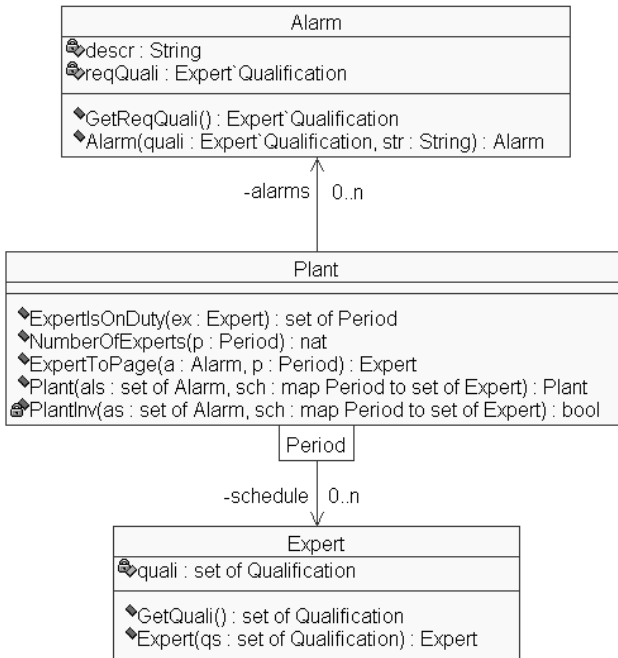 Alarm
descr : String
reqQuali : Expert`Qualification
GetReqQuali() : Expert`Qualification
Alarm(quali : Expert`Qualification, str : String) : Alarm
-alarms 0..n
Plant
ExpertIsOnDuty(ex : Expert) : set of Period
NumberOfExperts(p : Period) : nat
ExpertToPage(a : Alarm, p : Period) : Expert
Plant(als : set of Alarm, sch : map Period to set of Expert) : Plant
PlantInv(as : set of Alarm, sch : map Period to set of Expert) : bool
Period
-schedule 0..n
Expert
quali : set of Qualification
GetQuali() : set of Qualification
Expert(qs : set of Qualification) : Expert